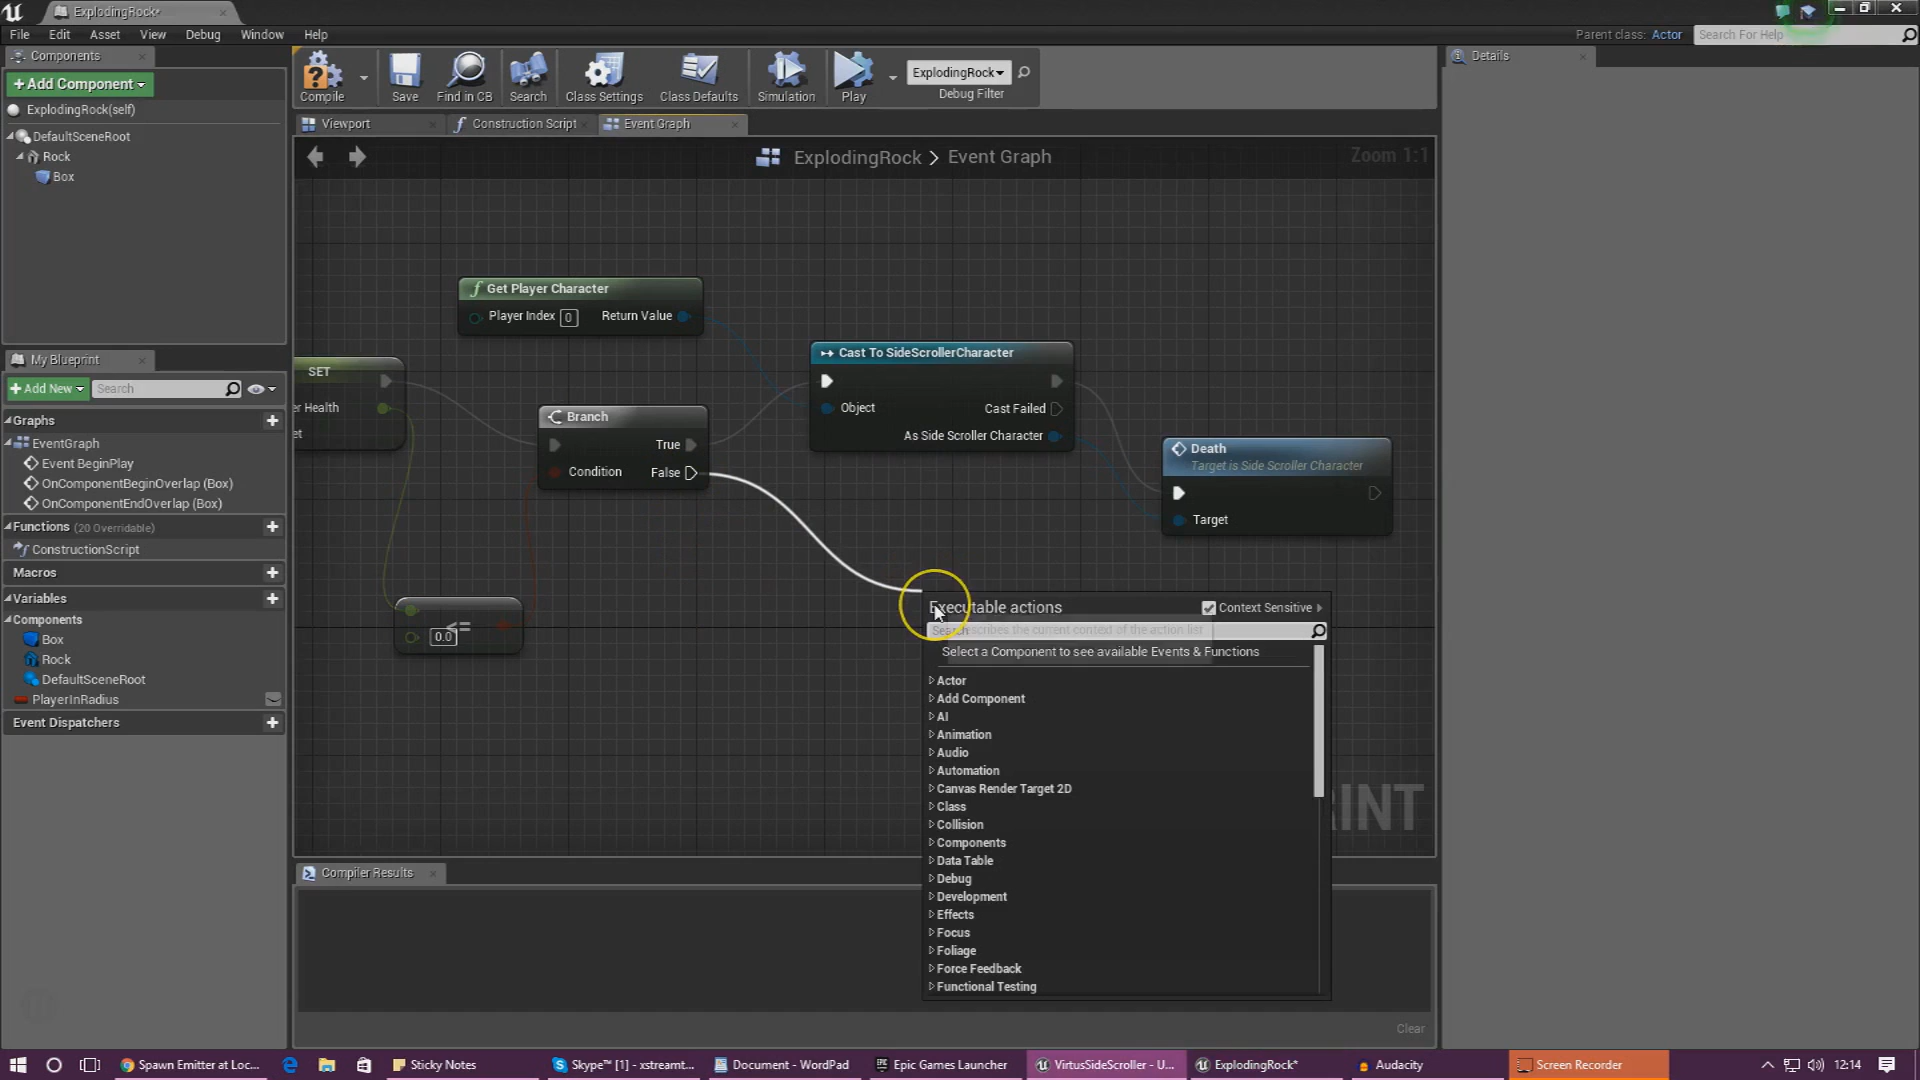 ExplodingRock*
File Edit Asset View Debug Window Help
Parent class: Actor Search For Help
Components
+Add Component
ExplodingRock(self)
DefaultSceneRoot
Rock
Box
Compile Save Find in CB Search Class Settings Class Defaults Simulation Play
ExplodingRock
Debug Filter
Details
Viewport Construction Script Event Graph
ExplodingRock > Event Graph
Zoom 1:1
Get Player Character
Player Index 0 Return Value
SET
er Health
et
Branch
True
Condition False
Cast To SideScrollerCharacter
Object Cast Failed
As Side Scroller Character
Death
Target is Side Scroller Character
Target
<=
0.0
My Blueprint
+Add New Search
Graphs
EventGraph
Event BeginPlay
OnComponentBeginOverlap (Box)
OnComponentEndOverlap (Box)
Functions (20 Overridable)
ConstructionScript
Macros
Variables
Components
Box
Rock
DefaultSceneRoot
PlayerInRadius
Event Dispatchers
Executable actions Context Sensitive
Search
Select a Component to see available Events & Functions
Actor
Add Component
AI
Animation
Audio
Automation
Canvas Render Target 2D
Class
Collision
Components
Data Table
Debug
Development
Effects
Focus
Foliage
Force Feedback
Functional Testing
RINT
Compiler Results
Clear
Spawn Emitter at Loc... Sticky Notes Skype™ [1] - xstreamt... Document - WordPad Epic Games Launcher VirtusSideScroller - U... ExplodingRock* Audacity Screen Recorder 12:14